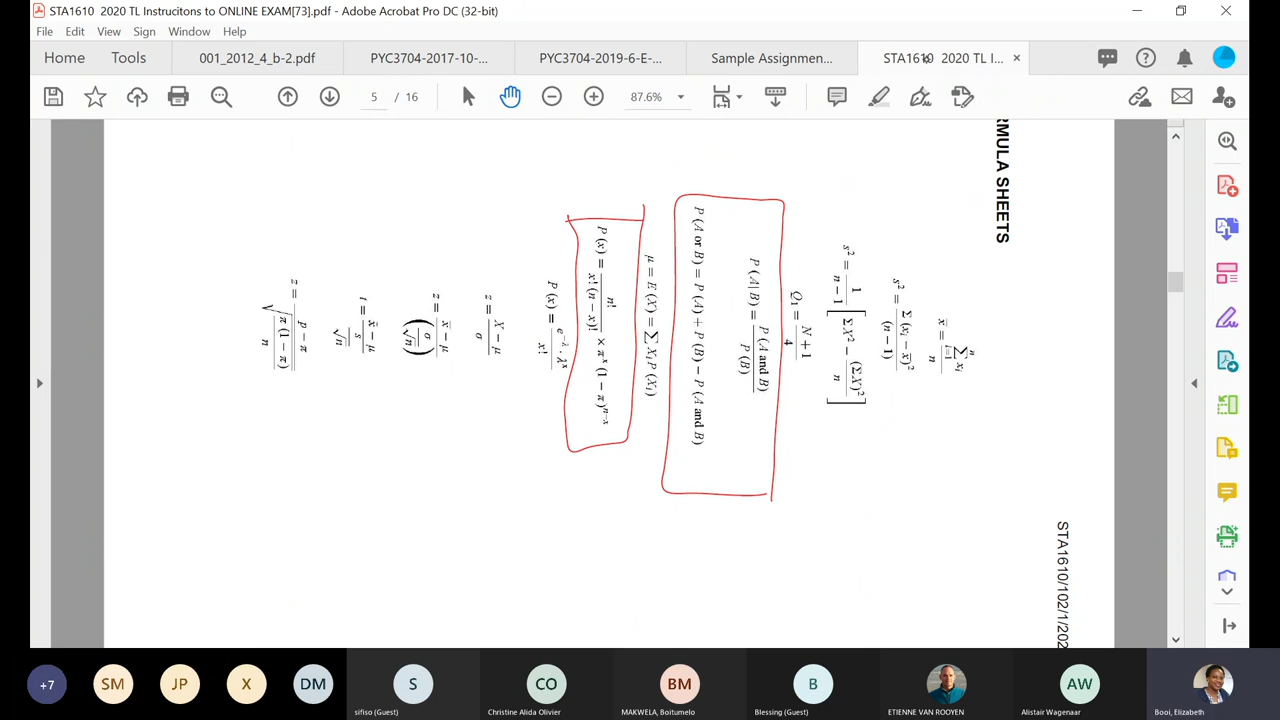 STA1610  2020 TL Instrucitons to ONLINE EXAM[73].pdf - Adobe Acrobat Pro DC (32-bit)
File Edit View Sign Window Help
Home Tools 001_2012_4_b-2.pdf PYC3704-2017-10-... PYC3704-2019-6-E-... Sample Assignmen... STA1610  2020 TL I... ×
5 / 16 87.6%
STA1610/102/1/202
RMULA SHEETS
x̄ = ∑ᵢ₌₁ⁿ xᵢ / n
s² = Σ (xᵢ − x̄)² / (n − 1)
s² = 1 / (n − 1) [ΣX² − (ΣX)² / n]
Q₁ = (N + 1) / 4
P (A| B) = P (A and B) / P (B)
P (A or B) = P (A) + P (B) − P (A and B)
μ = E (X) = ∑ Xᵢ P (Xᵢ)
P (x) = n! / x! (n − x)! × πˣ (1 − π)ⁿ⁻ˣ
P (x) = e^−λ . λˣ / x!
z = (X − μ) / σ
z = (x̄ − μ) / (σ / √n)
t = (x̄ − μ) / (s / √n)
z = (p − π) / √(π (1 − π) / n)
+7 SM JP X DM S CO BM B AW
sifiso (Guest) Christine Alida Olivier MAKWELA, Boitumelo Blessing (Guest) ETIENNE VAN ROOYEN Alistair Wagenaar Booi, Elizabeth